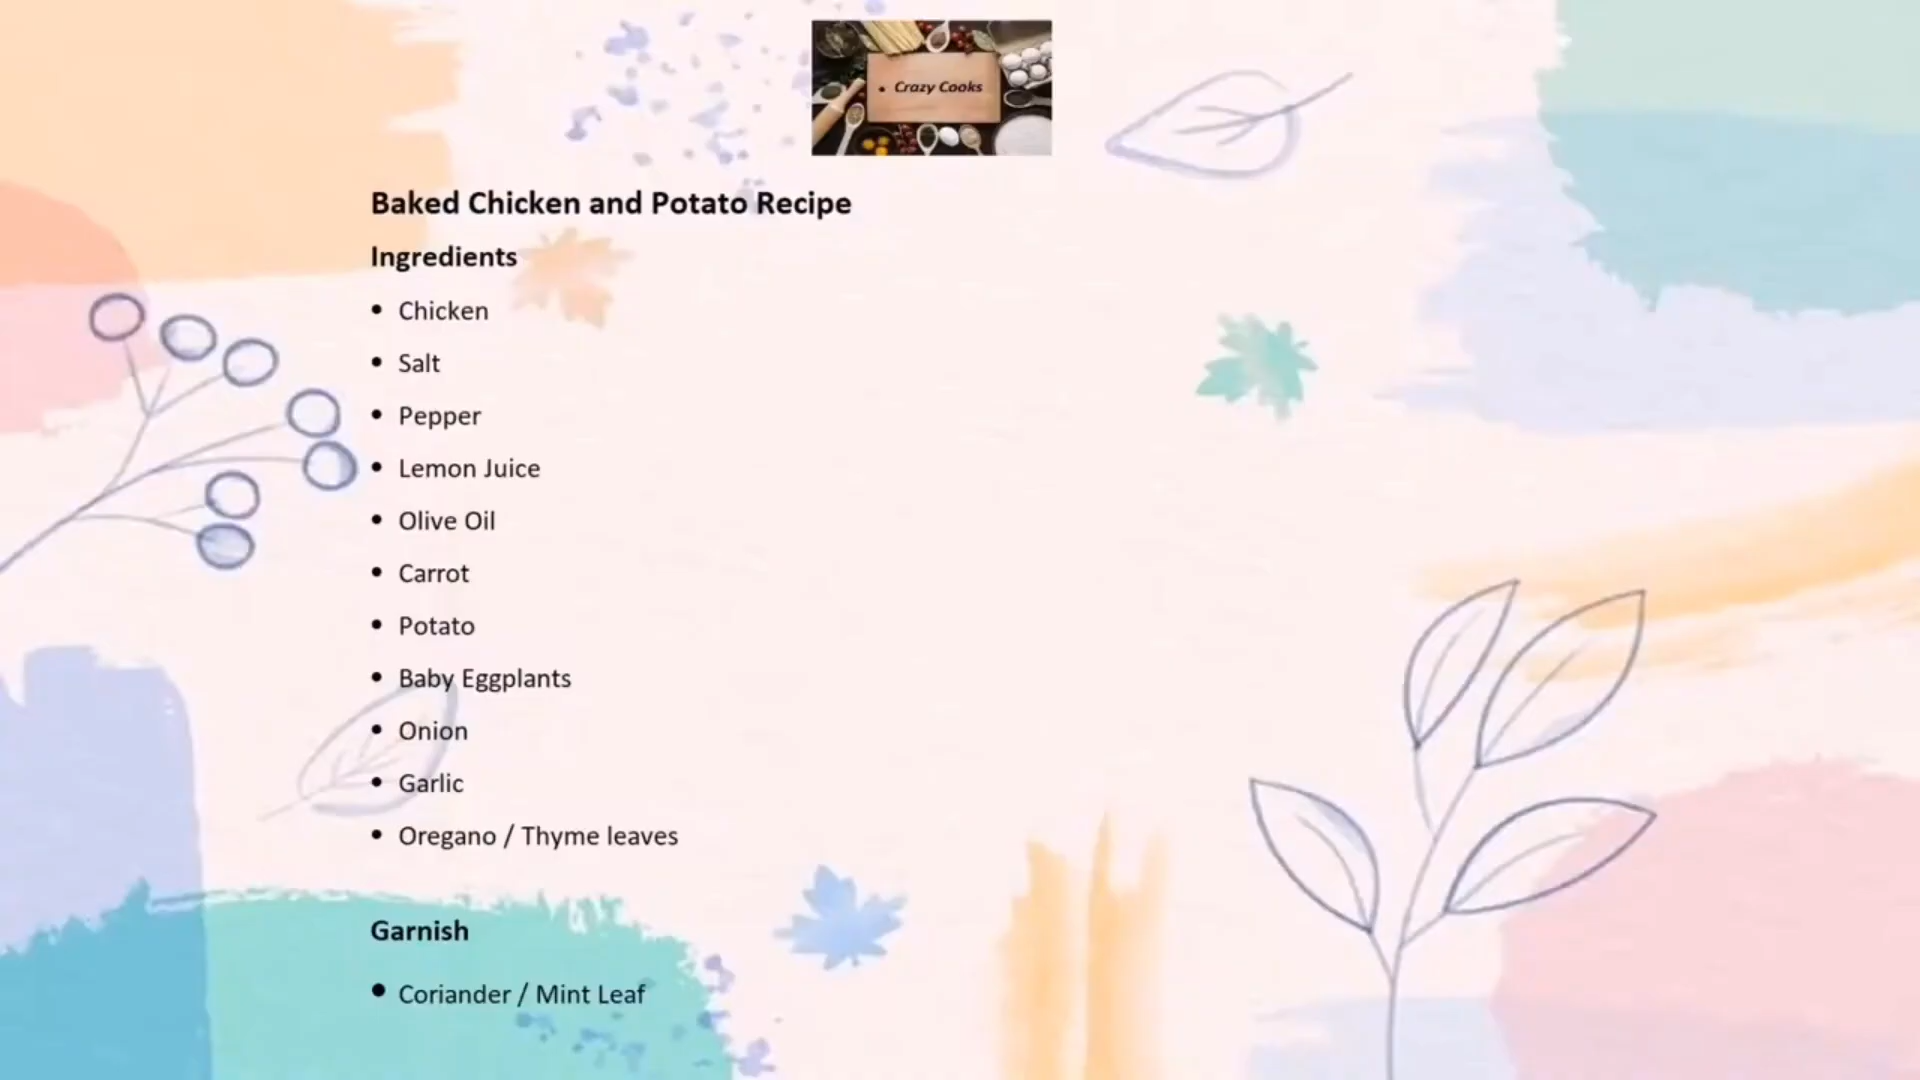 • Crazy Cooks
Baked Chicken and Potato Recipe
Ingredients
• Chicken
• Salt
• Pepper
• Lemon Juice
• Olive Oil
• Carrot
• Potato
• Baby Eggplants
• Onion
• Garlic
• Oregano / Thyme leaves
Garnish
• Coriander / Mint Leaf